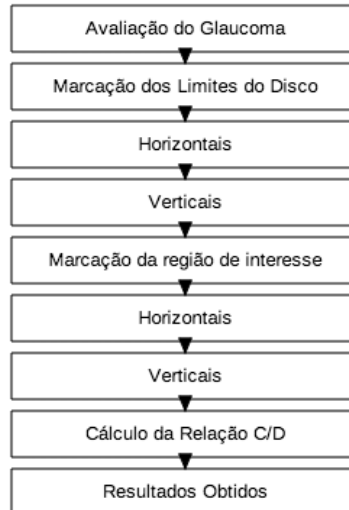 Avaliação do Glaucoma
Marcação dos Limites do Disco
Horizontais
Verticais
Marcação da região de interesse
Horizontais
Verticais
Cálculo da Relação C/D
Resultados Obtidos